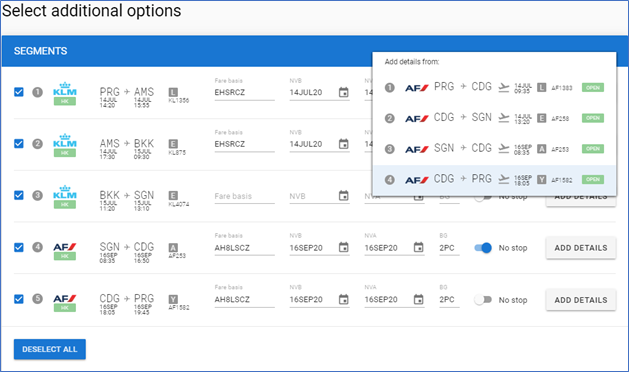 Select additional options
SEGMENTS
Add details from:
1 AF PRG → CDG 14JUL 09:35 L AF1383 OPEN
2 AF CDG → SGN 14JUL 13:20 E AF258 OPEN
3 AF SGN → CDG 16SEP 08:35 A AF253 OPEN
4 AF CDG → PRG 16SEP 18:05 Y AF1582 OPEN
Fare basis NVB
1 KLM HK PRG → AMS L EHSRCZ 14JUL20
14JUL 14JUL KL1356
14:20 15:55
Fare basis NVB
2 KLM HK AMS → BKK E EHSRCZ 14JUL20
14JUL 15JUL KL875
17:30 09:30
3 KLM HK BKK → SGN E Fare basis NVB NVA BG No stop ADD DETAILS
15JUL 15JUL KL4074
11:20 13:10
Fare basis NVB NVA BG
4 AF HK SGN → CDG A AH8LSCZ 16SEP20 16SEP20 2PC No stop ADD DETAILS
16SEP 16SEP AF253
08:35 16:50
Fare basis NVB NVA BG
5 AF HK CDG → PRG Y AH8LSCZ 16SEP20 16SEP20 2PC No stop ADD DETAILS
16SEP 16SEP AF1582
18:05 19:45
DESELECT ALL